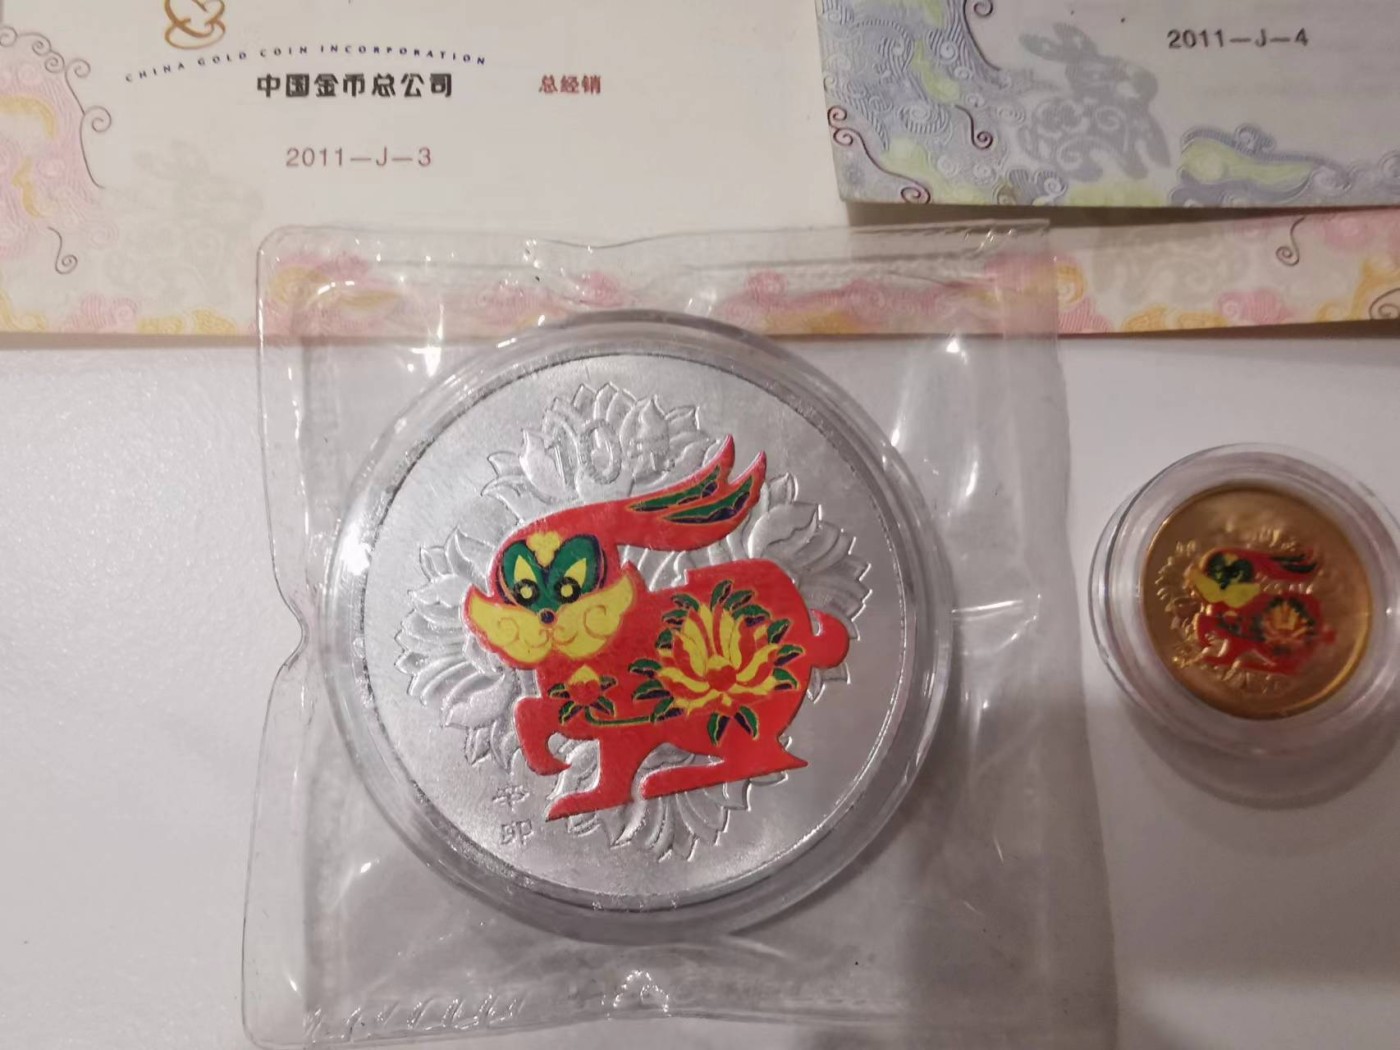 CHINA GOLD COIN INCORPORATION
中国金币总公司
总经销
2011—J—3
2011—J—4
10元
辛
卯